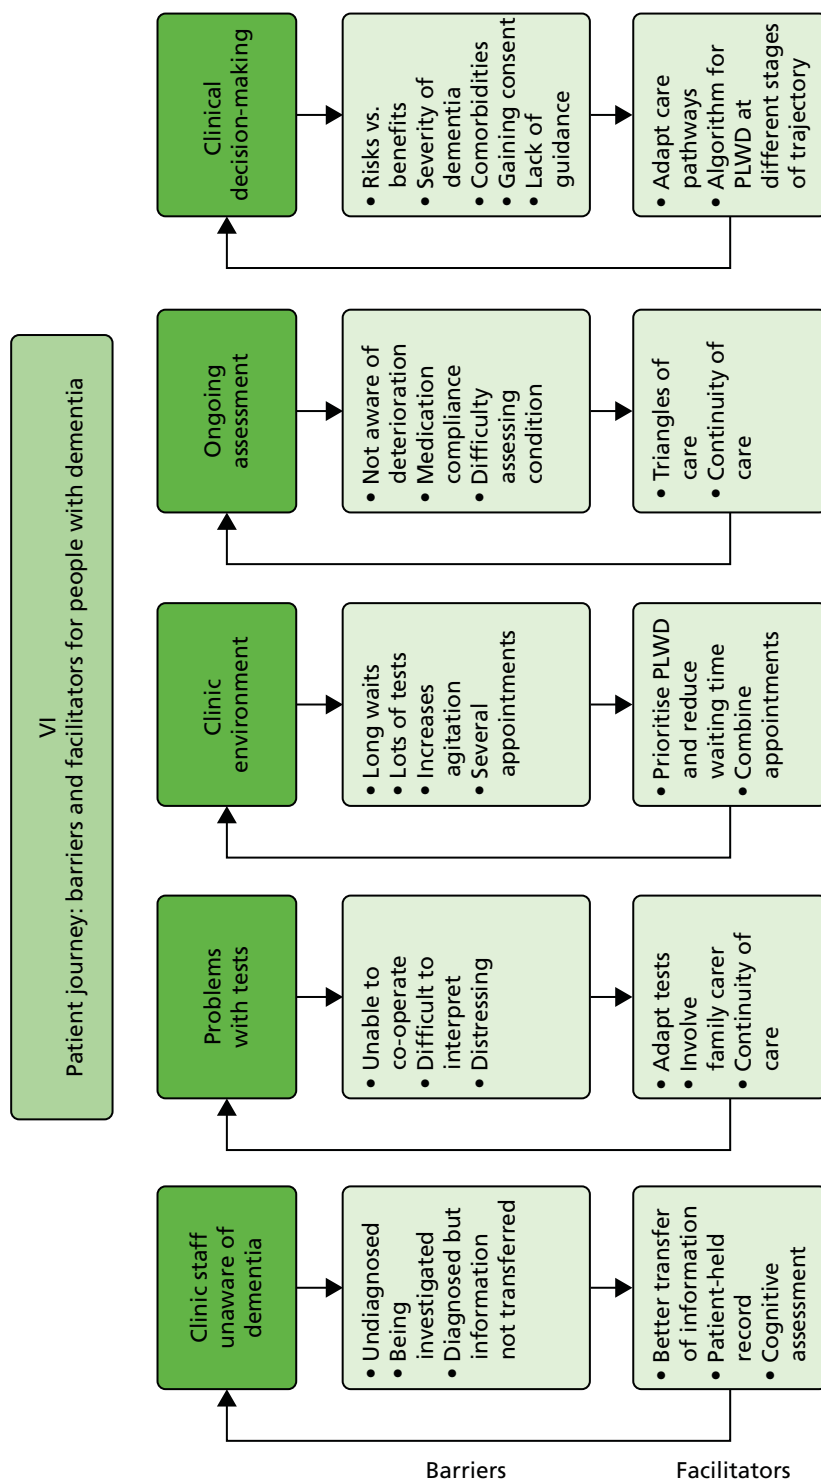 VI
Patient journey: barriers and facilitators for people with dementia
Clinic staff
unaware of
dementia
Problems
with tests
Clinic
environment
Ongoing
assessment
Clinical
decision-making
Barriers
• Undiagnosed
• Being
investigated
• Diagnosed but
information
not transferred
• Unable to
co-operate
• Difficult to
interpret
• Distressing
• Long waits
• Lots of tests
• Increases
agitation
• Several
appointments
• Not aware of
deterioration
• Medication
compliance
• Difficulty
assessing
condition
• Risks vs.
benefits
• Severity of
dementia
• Comorbidities
• Gaining consent
• Lack of
guidance
Facilitators
• Better transfer
of information
• Patient-held
record
• Cognitive
assessment
• Adapt tests
• Involve
family carer
• Continuity of
care
• Prioritise PLWD
and reduce
waiting time
• Combine
appointments
• Triangles of
care
• Continuity of
care
• Adapt care
pathways
• Algorithm for
PLWD at
different stages
of trajectory